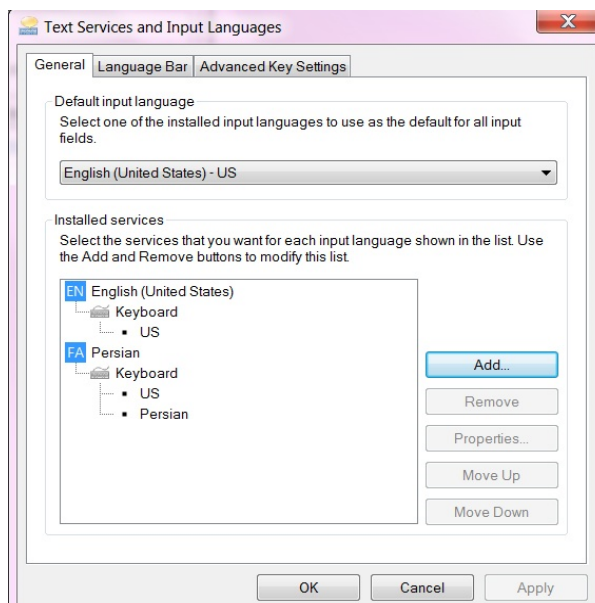 Text Services and Input Languages
General
Language Bar
Advanced Key Settings
Default input language
Select one of the installed input languages to use as the default for all input
fields.
English (United States) - US
Installed services
Select the services that you want for each input language shown in the list. Use
the Add and Remove buttons to modify this list.
EN English (United States)
Keyboard
US
FA Persian
Keyboard
US
Persian
Add...
Remove
Properties...
Move Up
Move Down
OK
Cancel
Apply